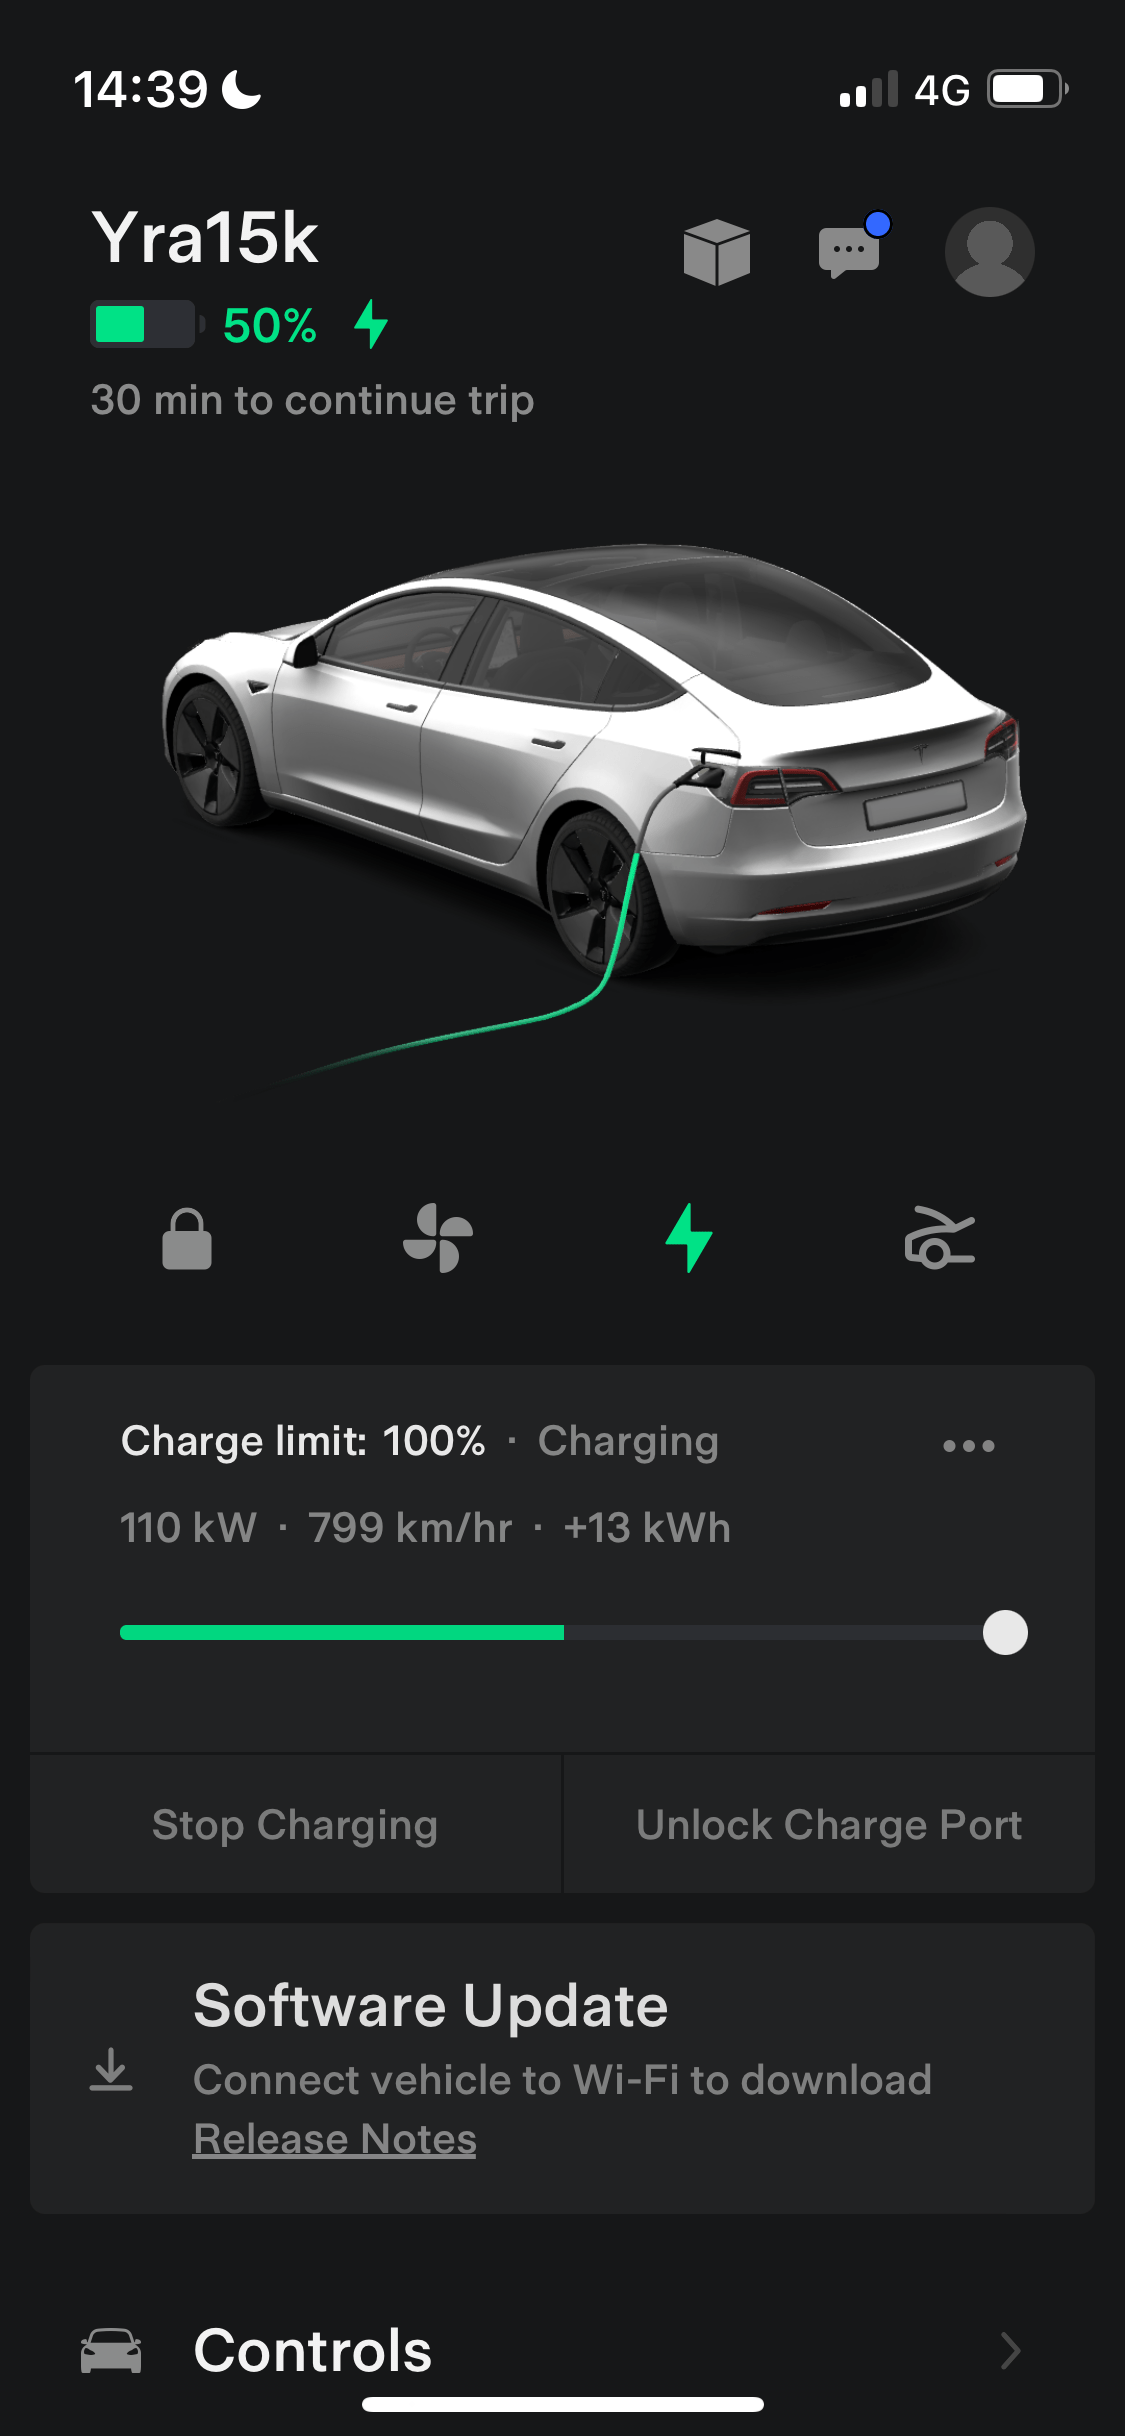 14:39 4G
Yra15k
50%
30 min to continue trip
Charge limit: 100% · Charging
110 kW · 799 km/hr · +13 kWh
Stop Charging Unlock Charge Port
Software Update
Connect vehicle to Wi-Fi to download
Release Notes
Controls